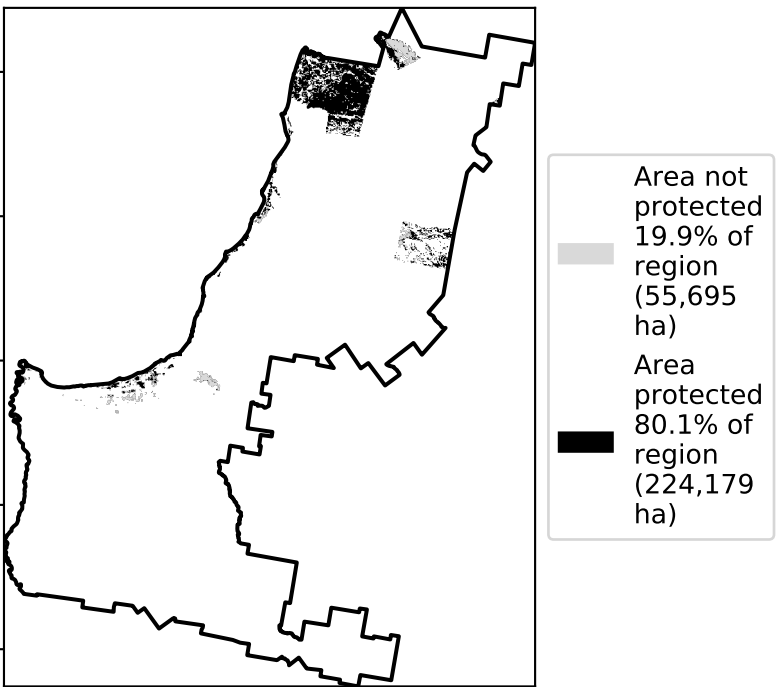 Area not
protected
19.9% of
region
(55,695
ha)
Area
protected
80.1% of
region
(224,179
ha)